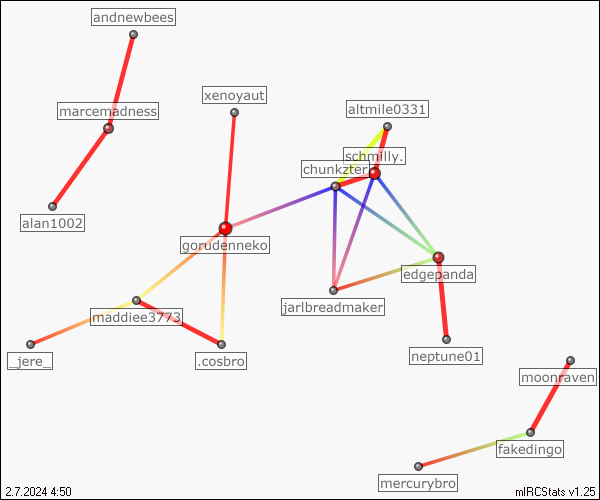 andnewbees
xenoyaut
marcemadness
altmile0331
schmilly.
chunkzter
alan1002
gorudenneko
edgepanda
jarlbreadmaker
maddiee3773
_jere_
.cosbro
neptune01
moonraven
fakedingo
mercurybro
2.7.2024 4:50
mIRCStats v1.25